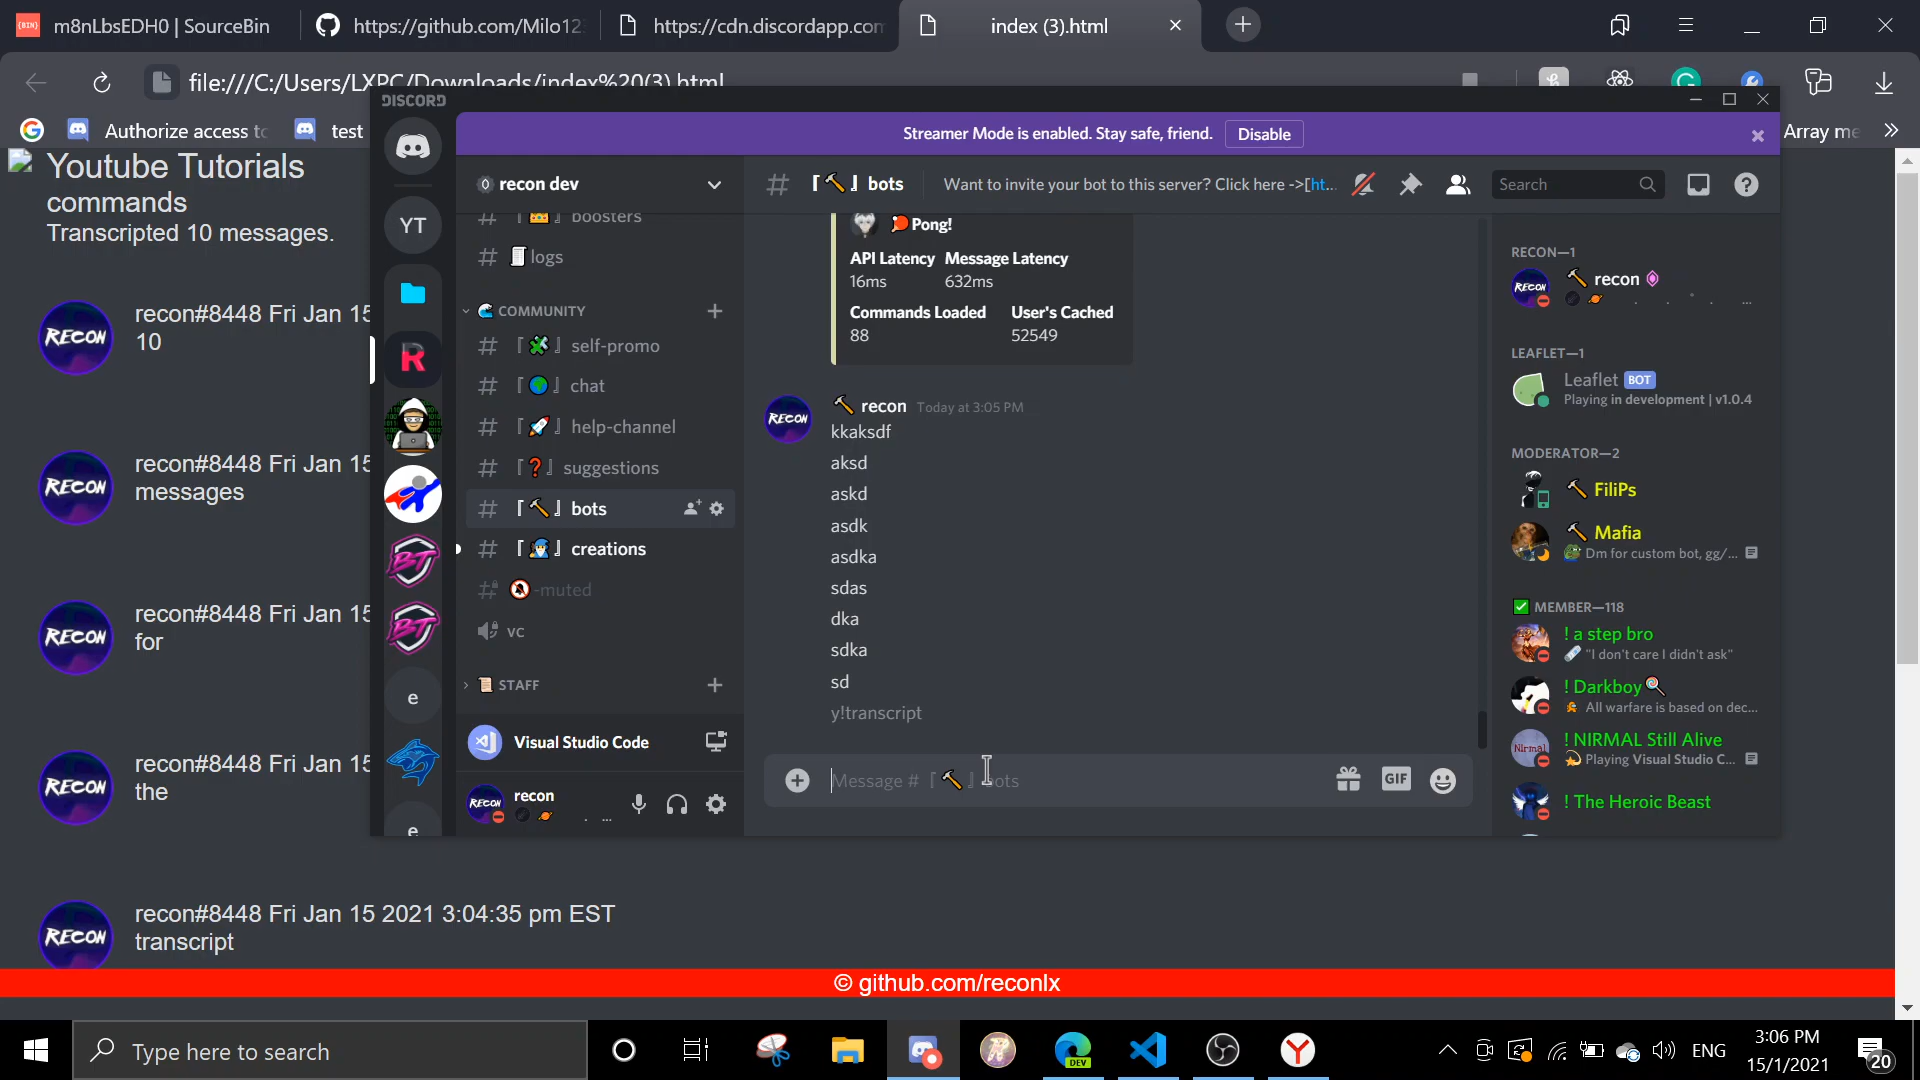 m8nLbsEDH0 | SourceBin
https://github.com/Milo12
https://cdn.discordapp.com
index (3).html
file:///C:/Users/LXPC/Downloads/index%20(3).html
Authorize access to
test
Array me
Youtube Tutorials
commands
Transcripted 10 messages.
recon#8448 Fri Jan 15
10
recon#8448 Fri Jan 15
messages
recon#8448 Fri Jan 15
for
recon#8448 Fri Jan 15
the
recon#8448 Fri Jan 15 2021 3:04:35 pm EST
transcript
© github.com/reconlx
DISCORD
Streamer Mode is enabled. Stay safe, friend.
Disable
YT
R
BT
BT
e
e
recon dev
# 『👑』 boosters
# 🧾logs
🌊 COMMUNITY
# 『🧩』 self-promo
# 『🌍』 chat
# 『🚀』 help-channel
# 『❓』 suggestions
# 『🔨』 bots
# 『🧙‍♂️』 creations
# 🔕-muted
vc
📜 STAFF
Visual Studio Code
recon
...
# 『🔨』 bots
Want to invite your bot to this server? Click here ->[ht...
Search
🏓Pong!
API Latency Message Latency
16ms 632ms
Commands Loaded User's Cached
88 52549
🔨 recon Today at 3:05 PM
kkaksdf
aksd
askd
asdk
asdka
sdas
dka
sdka
sd
y!transcript
Message # 『🔨』 bots
GIF
RECON—1
🔨 recon
LEAFLET—1
Leaflet BOT
Playing in development | v1.0.4
MODERATOR—2
🔨 FiliPs
🔨 Mafia
Dm for custom bot, gg/...
✅ MEMBER—118
! a step bro
"I don't care I didn't ask"
! Darkboy🍭
All warfare is based on dec...
! NIRMAL Still Alive
Playing Visual Studio C...
! The Heroic Beast
Type here to search
DEV
ENG
3:06 PM
15/1/2021
20